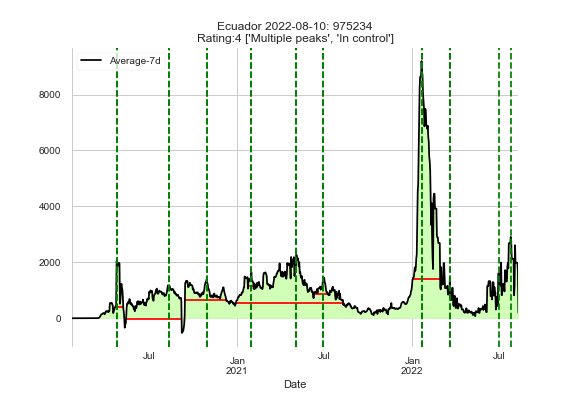 Ecuador 2022-08-10: 975234
Rating:4 ['Multiple peaks', 'In control']
Average-7d
8000
6000
4000
2000
0
Jul
Jan
2021
Jul
Jan
2022
Jul
Date